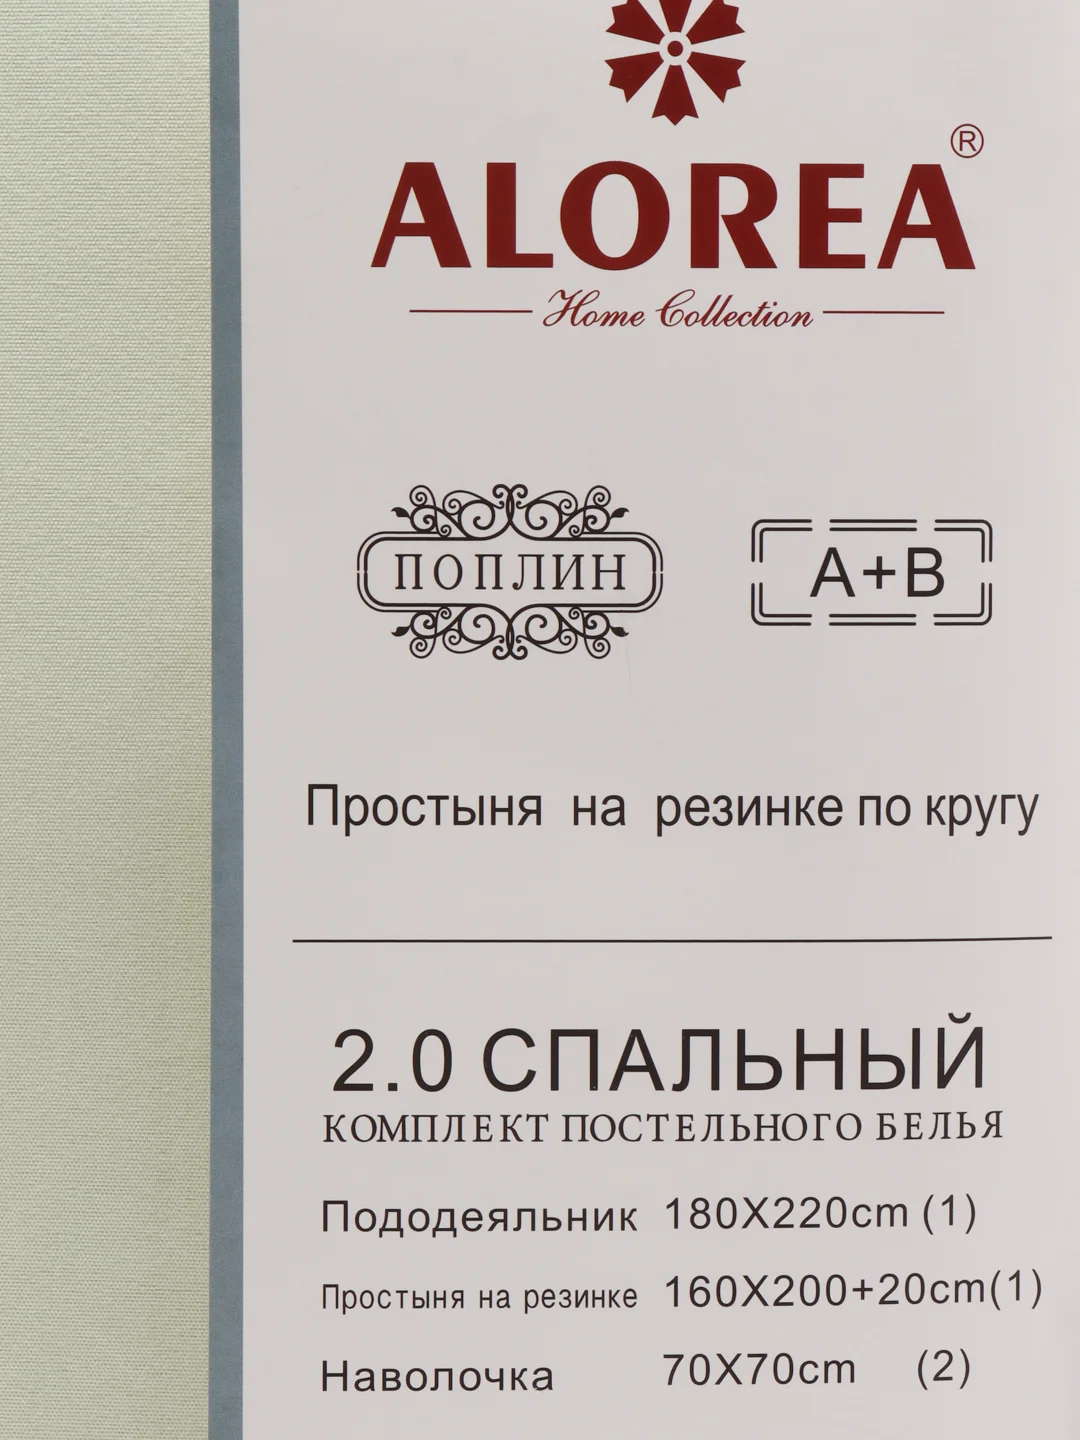 ALOREA®
Home Collection
ПОПЛИН
A+B
Простыня на резинке по кругу
2.0 СПАЛЬНЫЙ
КОМПЛЕКТ ПОСТЕЛЬНОГО БЕЛЬЯ
Пододеяльник 180X220cm (1)
Простыня на резинке 160X200+20cm(1)
Наволочка 70X70cm (2)